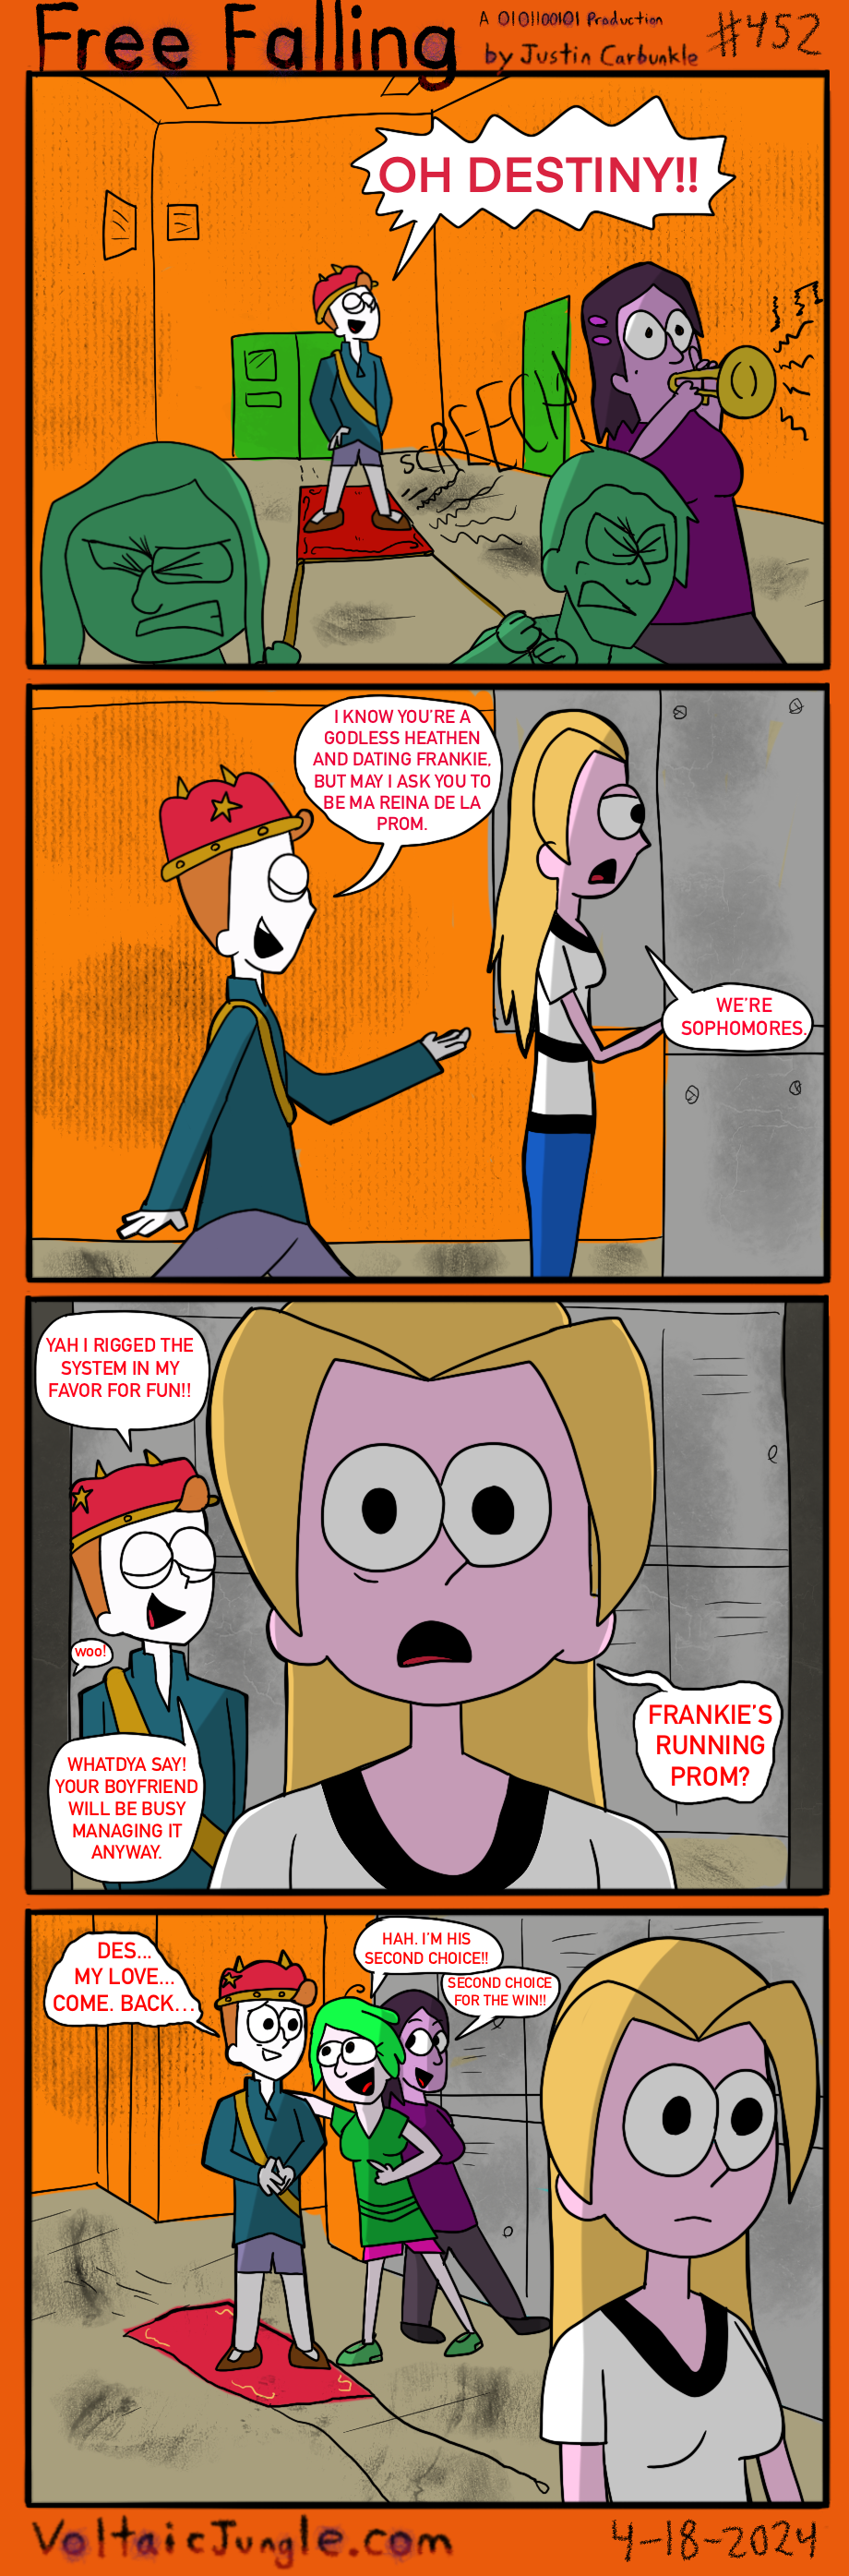 Free Falling
A 0101100101 Production
by Justin Carbunkle
#452
OH DESTINY!!
SCREECH
I KNOW YOU'RE A
GODLESS HEATHEN
AND DATING FRANKIE,
BUT MAY I ASK YOU TO
BE MA REINA DE LA
PROM.
WE'RE
SOPHOMORES.
YAH I RIGGED THE
SYSTEM IN MY
FAVOR FOR FUN!!
woo!
WHATDYA SAY!
YOUR BOYFRIEND
WILL BE BUSY
MANAGING IT
ANYWAY.
FRANKIE'S
RUNNING
PROM?
DES...
MY LOVE...
COME. BACK...
HAH. I'M HIS
SECOND CHOICE!!
SECOND CHOICE
FOR THE WIN!!
VoltaicJungle.com
4-18-2024